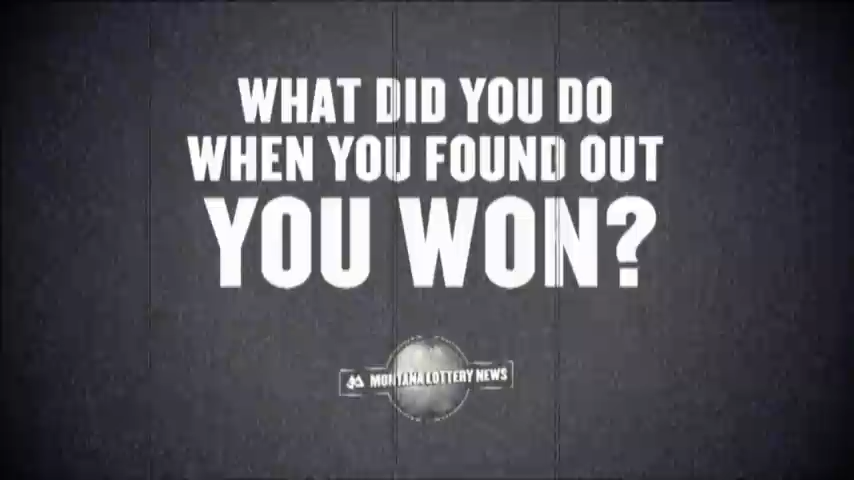 WHAT DID YOU DO
WHEN YOU FOUND OUT
YOU WON?
MONTANA LOTTERY NEWS